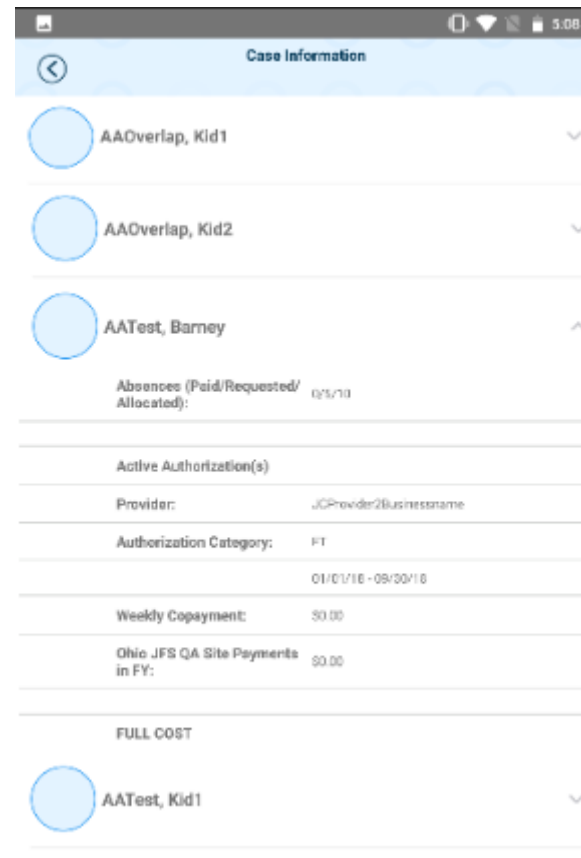 5:08
Case Information
AAOverlap, Kid1
AAOverlap, Kid2
AATest, Barney
Absences (Paid/Requested/
Allocated): 0/5/10
Active Authorization(s)
Provider: JCProvider2Businessname
Authorization Category: FT
01/01/18 - 09/30/18
Weekly Copayment: $0.00
Ohio JFS QA Site Payments
in FY: $0.00
FULL COST
AATest, Kid1